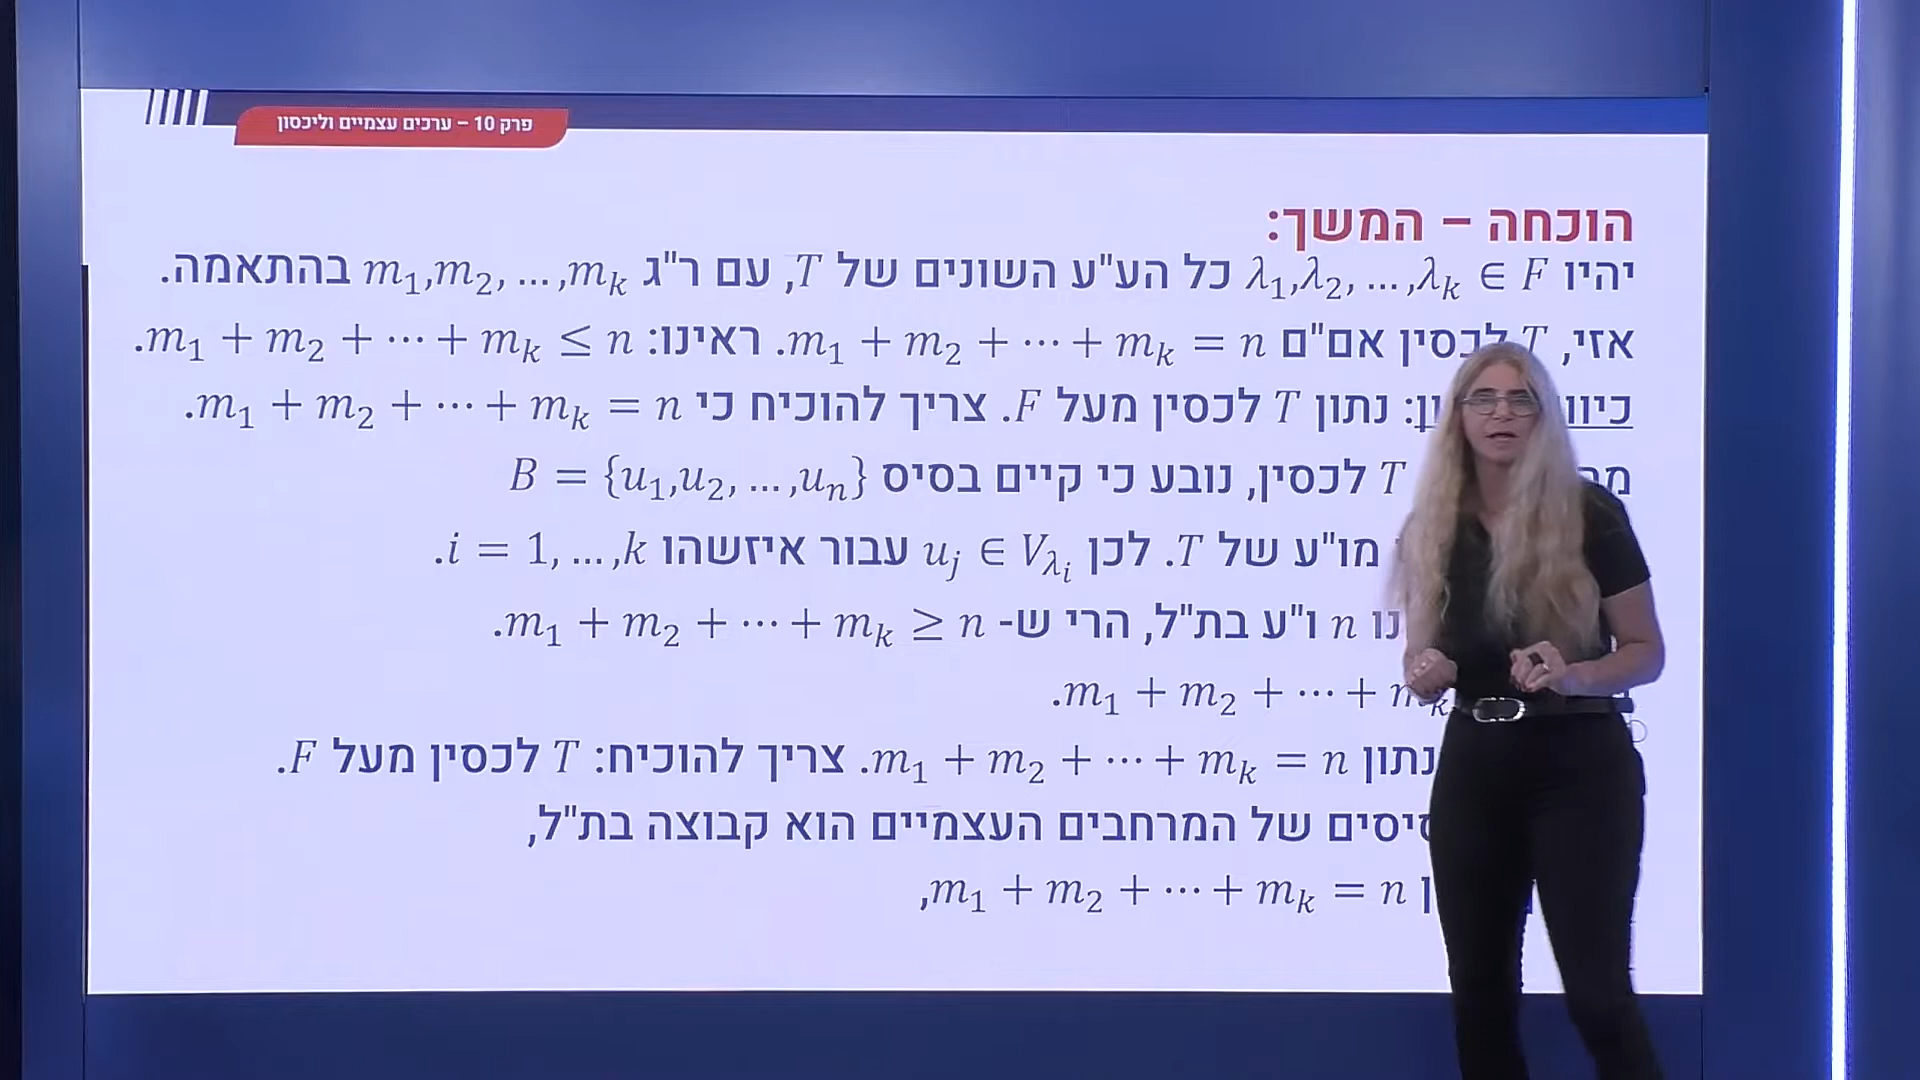 פרק 10 – ערכים עצמיים וליכסון
הוכחה – המשך:
יהיו λ₁,λ₂, …,λₖ ∈ F כל הע"ע השונים של T, עם ר"ג m₁,m₂, …,mₖ בהתאמה.
אזי, T לכסין אם"ם m₁ + m₂ + ⋯ + mₖ = n. ראינו: m₁ + m₂ + ⋯ + mₖ ≤ n.
נתון T לכסין מעל F. צריך להוכיח כי m₁ + m₂ + ⋯ + mₖ = n.
T לכסין, נובע כי קיים בסיס B = {u₁,u₂, …,uₙ}
מו"ע של T. לכן uⱼ ∈ V_λᵢ עבור איזשהו i = 1, …,k.
n ו"ע בת"ל, הרי ש- m₁ + m₂ + ⋯ + mₖ ≥ n.
m₁ + m₂ + ⋯ + mₖ.
נתון m₁ + m₂ + ⋯ + mₖ = n. צריך להוכיח: T לכסין מעל F.
של המרחבים העצמיים הוא קבוצה בת"ל,
m₁ + m₂ + ⋯ + mₖ = n,